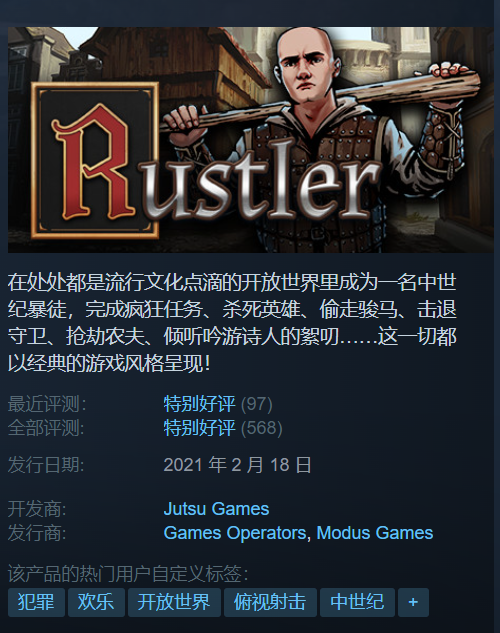 Rustler
在处处都是流行文化点滴的开放世界里成为一名中世
纪暴徒，完成疯狂任务、杀死英雄、偷走骏马、击退
守卫、抢劫农夫、倾听吟游诗人的絮叨……这一切都
以经典的游戏风格呈现！
最近评测： 特别好评 (97)
全部评测: 特别好评 (568)
发行日期: 2021 年 2 月 18 日
开发商: Jutsu Games
发行商: Games Operators, Modus Games
该产品的热门用户自定义标签：
犯罪 欢乐 开放世界 俯视射击 中世纪 +